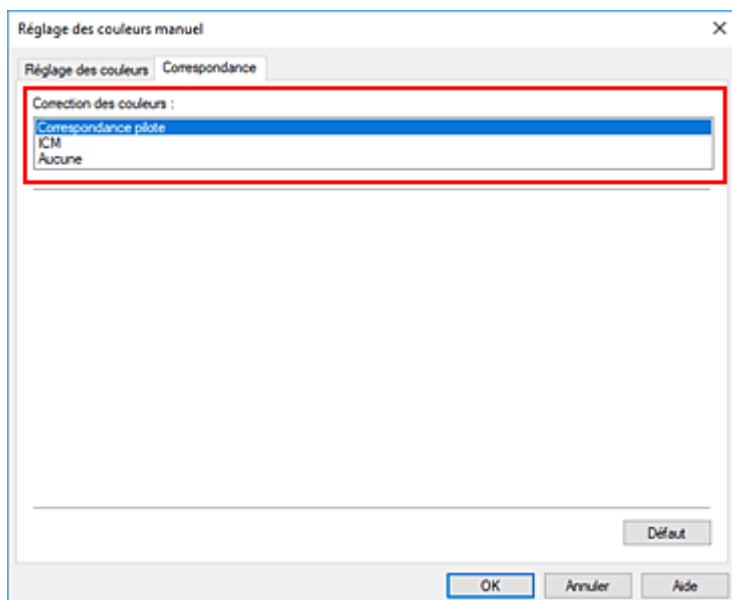 Réglage des couleurs manuel
Réglage des couleurs Correspondance
Correction des couleurs :
Correspondance pilote
ICM
Aucune
Défaut
OK Annuler Aide